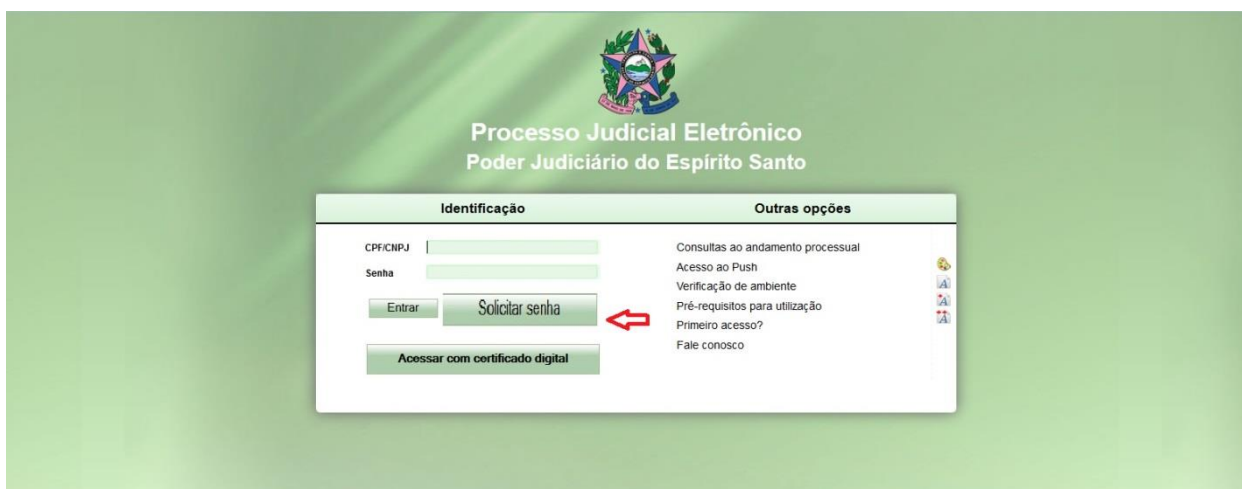 Processo Judicial Eletrônico
Poder Judiciário do Espírito Santo
Identificação
CPF/CNPJ
Senha
Entrar
Solicitar senha
Acessar com certificado digital
Outras opções
Consultas ao andamento processual
Acesso ao Push
Verificação de ambiente
Pré-requisitos para utilização
Primeiro acesso?
Fale conosco
A
A
A